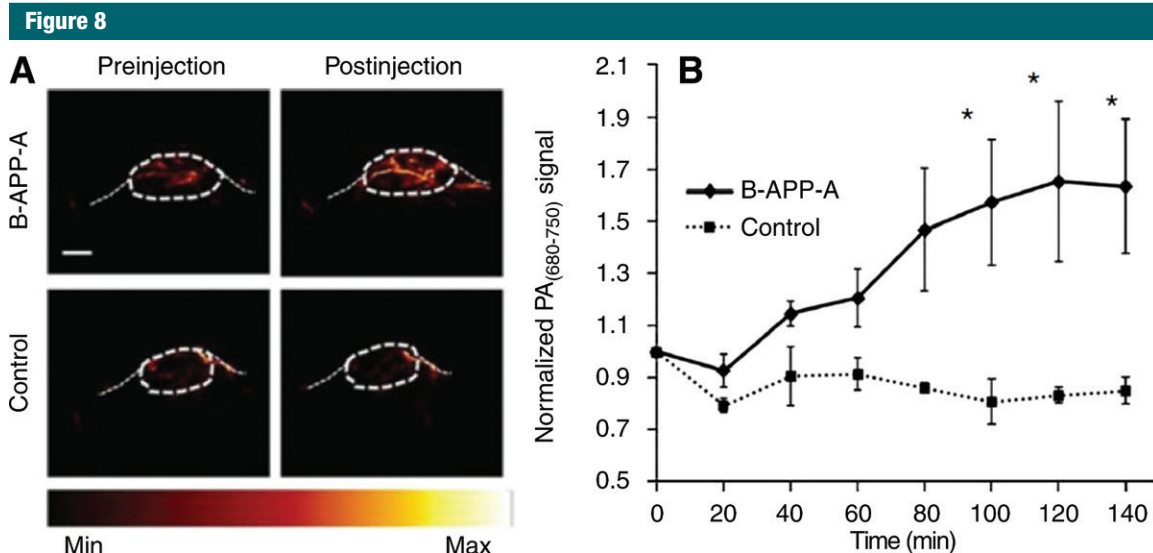 Figure 8
A
Preinjection
Postinjection
B-APP-A
Control
Min
Max
B
Normalized PA(680-750) signal
2.1
1.9
1.7
1.5
1.3
1.1
0.9
0.7
0.5
* * *
B-APP-A
Control
0 20 40 60 80 100 120 140
Time (min)